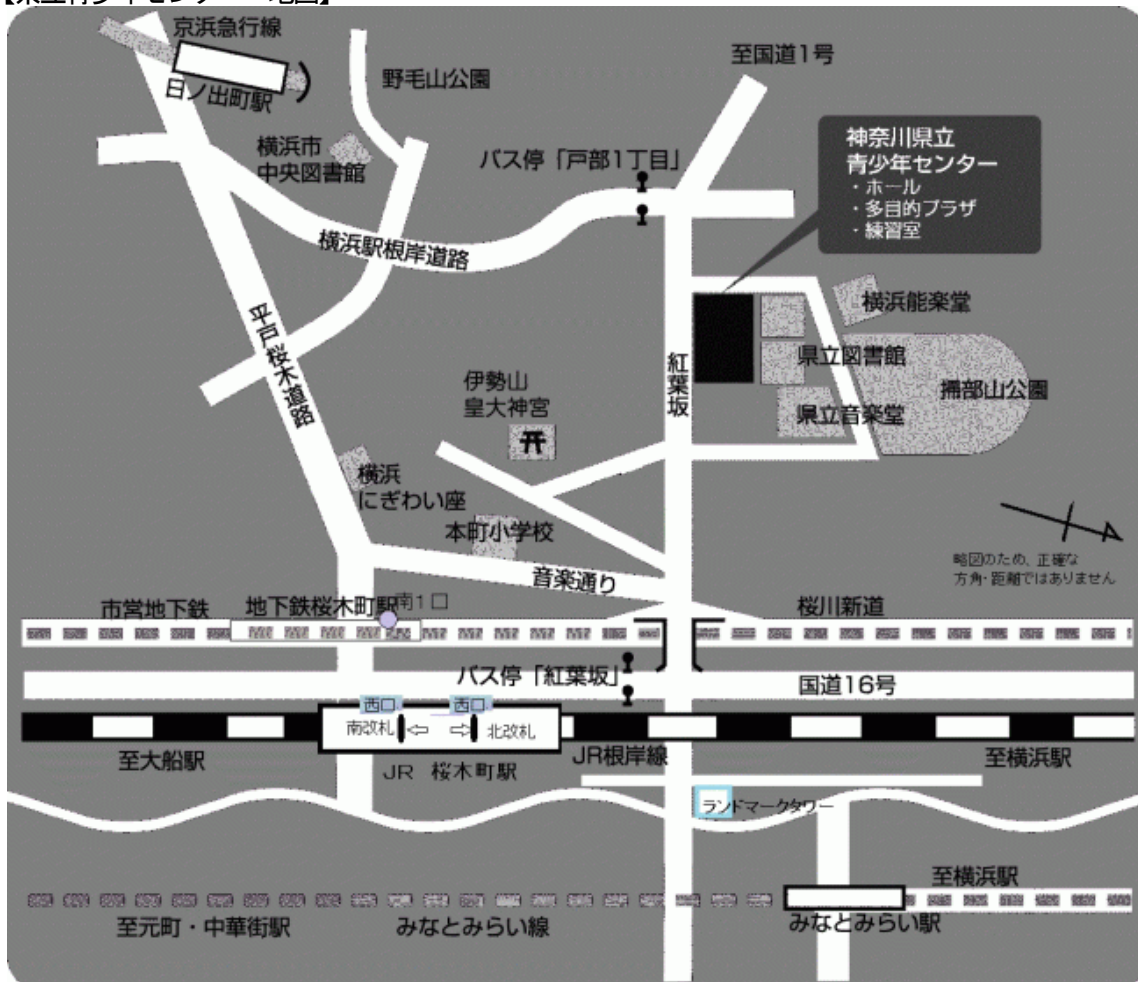 京浜急行線
日ノ出町駅
野毛山公園
至国道1号
横浜市
中央図書館
バス停「戸部1丁目」
神奈川県立
青少年センター
・ホール
・多目的プラザ
・練習室
横浜駅根岸道路
平戸桜木道路
紅葉坂
横浜能楽堂
県立図書館
掃部山公園
県立音楽堂
伊勢山
皇大神宮
横浜
にぎわい座
本町小学校
音楽通り
略図のため、正確な
方角・距離ではありません
市営地下鉄
地下鉄桜木町駅
南1口
桜川新道
バス停「紅葉坂」
国道16号
西口
西口
南改札
北改札
至大船駅
JR 桜木町駅
JR根岸線
至横浜駅
ランドマークタワー
至横浜駅
至元町・中華街駅
みなとみらい線
みなとみらい駅